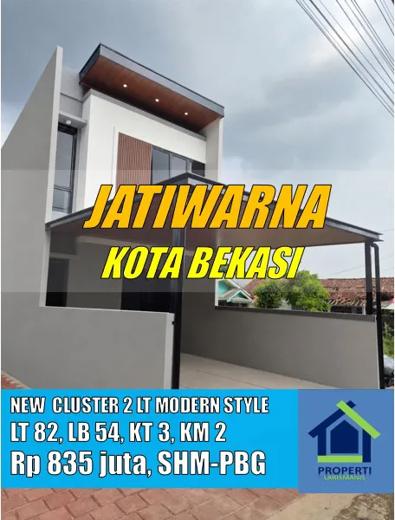 JATIWARNA
KOTA BEKASI
NEW CLUSTER 2 LT MODERN STYLE
LT 82, LB 54, KT 3, KM 2
Rp 835 juta, SHM-PBG
PROPERTI
LARISMANIS